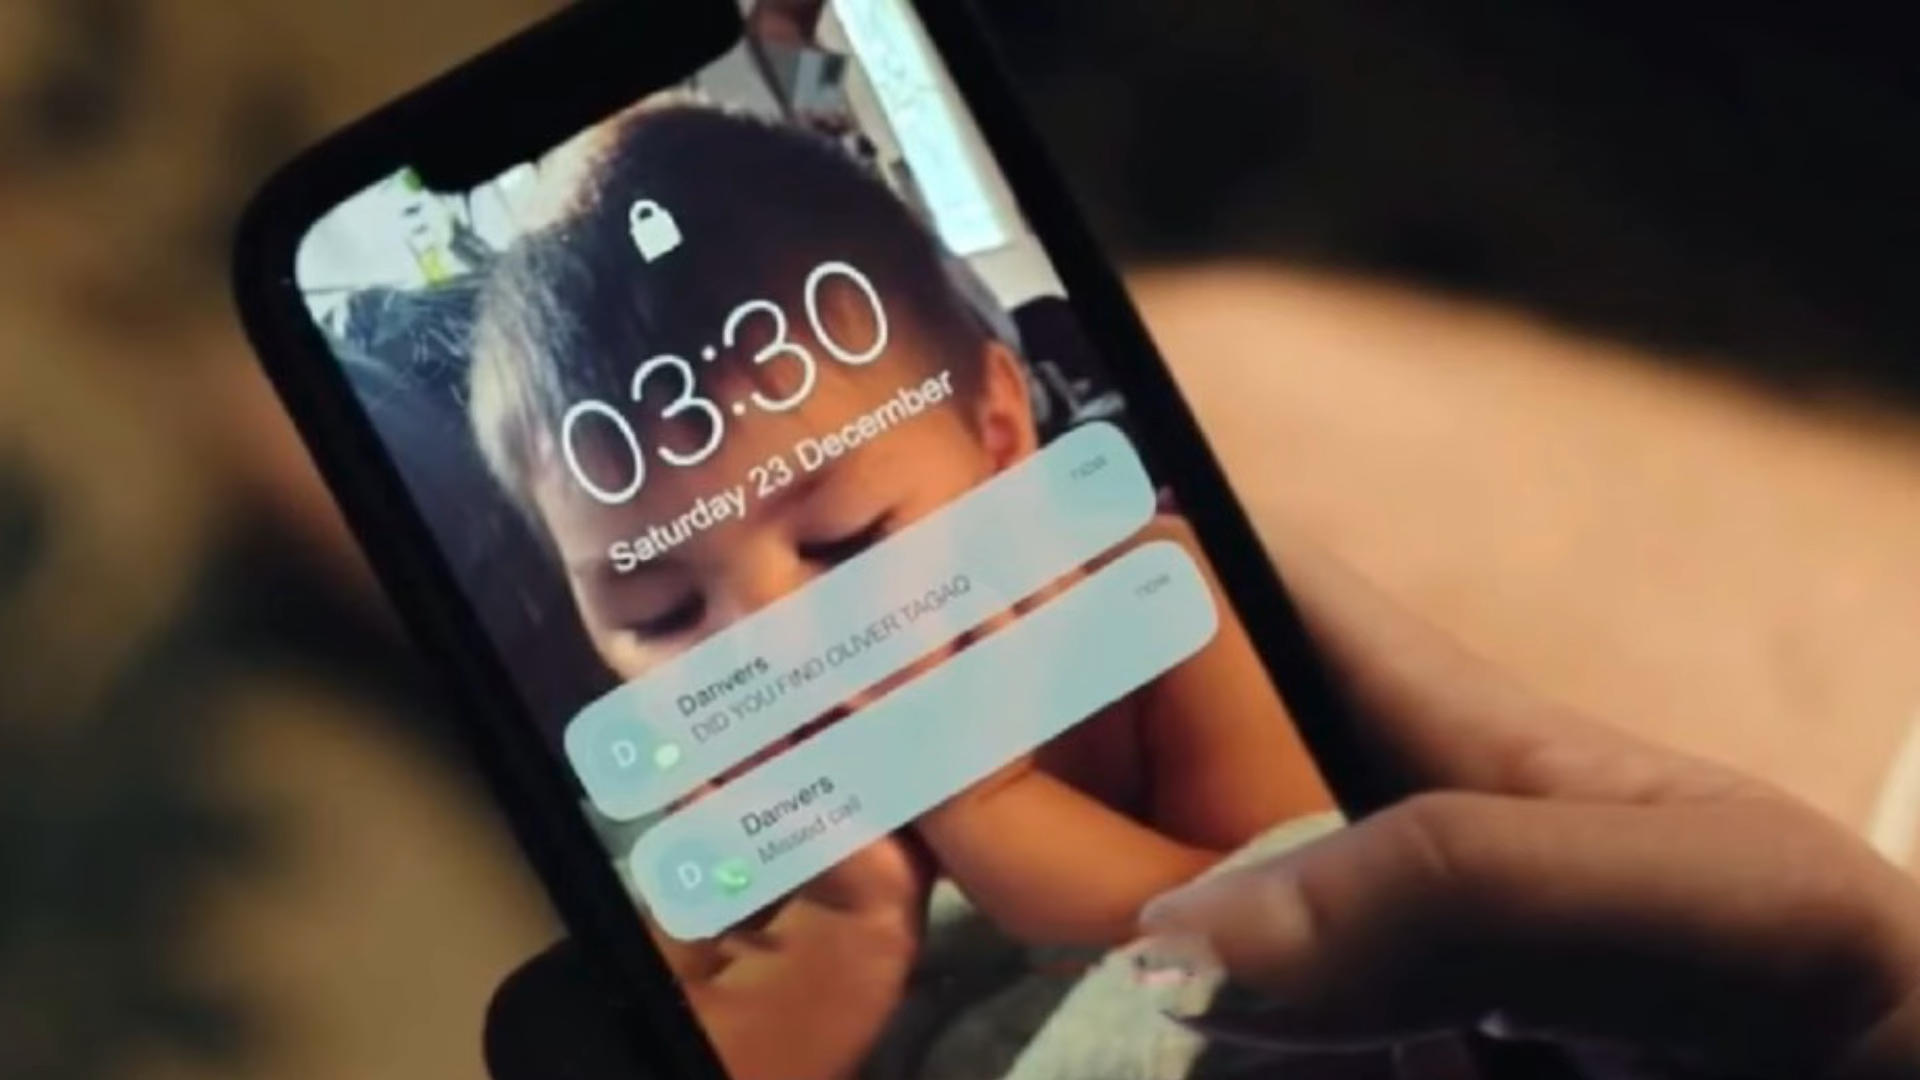 03:30
Saturday 23 December
now
Danvers
DID YOU FIND OLIVER TAGAQ
now
D
Danvers
Missed call
D